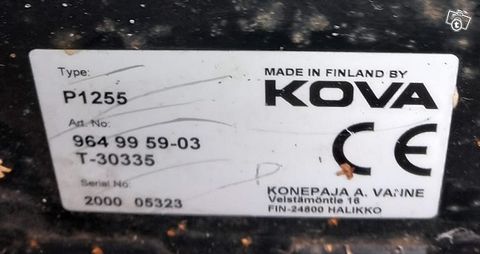 Type:
P1255
Art. No:
964 99 59-03
T-30335
Serial No:
2000 05323
MADE IN FINLAND BY
KOVA
CE
KONEPAJA A. VANNE
Veistämöntie 16
FIN-24800 HALIKKO